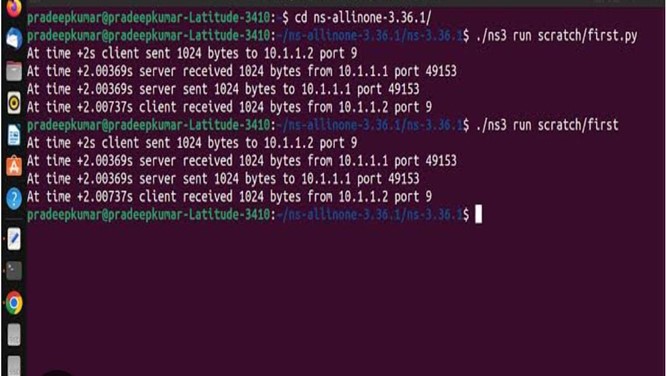 pradeepkumar@pradeepkumar-Latitude-3410:~$ cd ns-allinone-3.36.1/
pradeepkumar@pradeepkumar-Latitude-3410:~/ns-allinone-3.36.1/ns-3.36.1$ ./ns3 run scratch/first.py
At time +2s client sent 1024 bytes to 10.1.1.2 port 9
At time +2.00369s server received 1024 bytes from 10.1.1.1 port 49153
At time +2.00369s server sent 1024 bytes to 10.1.1.1 port 49153
At time +2.00737s client received 1024 bytes from 10.1.1.2 port 9
pradeepkumar@pradeepkumar-Latitude-3410:~/ns-allinone-3.36.1/ns-3.36.1$ ./ns3 run scratch/first
At time +2s client sent 1024 bytes to 10.1.1.2 port 9
At time +2.00369s server received 1024 bytes from 10.1.1.1 port 49153
At time +2.00369s server sent 1024 bytes to 10.1.1.1 port 49153
At time +2.00737s client received 1024 bytes from 10.1.1.2 port 9
pradeepkumar@pradeepkumar-Latitude-3410:~/ns-allinone-3.36.1/ns-3.36.1$